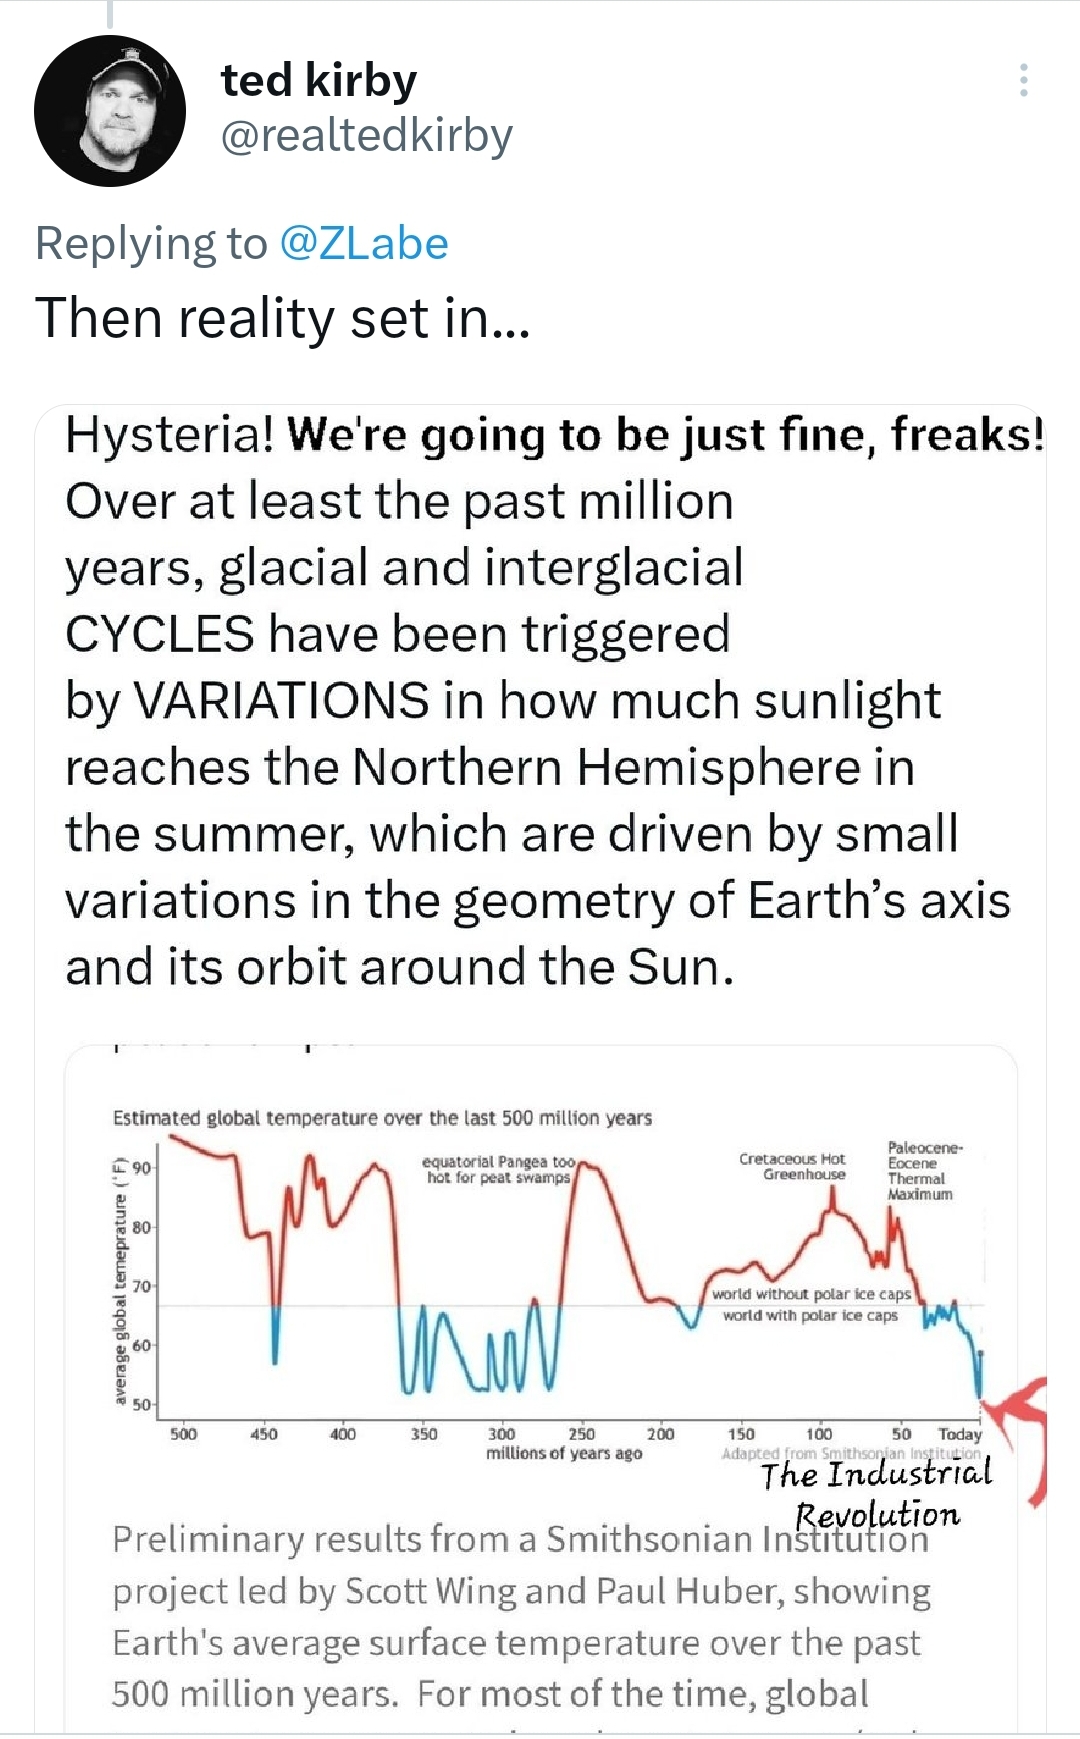 ted kirby
@realtedkirby
Replying to @ZLabe
Then reality set in...
Hysteria! We're going to be just fine, freaks!
Over at least the past million
years, glacial and interglacial
CYCLES have been triggered
by VARIATIONS in how much sunlight
reaches the Northern Hemisphere in
the summer, which are driven by small
variations in the geometry of Earth’s axis
and its orbit around the Sun.
Estimated global temperature over the last 500 million years
average global temeprature (°F)
90
80
70
60
50
equatorial Pangea too
hot for peat swamps
Cretaceous Hot
Greenhouse
Paleocene-
Eocene
Thermal
Maximum
world without polar ice caps
world with polar ice caps
500 450 400 350 300 250 200 150 100 50 Today
millions of years ago
Adapted from Smithsonian Institution
The Industrial
Revolution
Preliminary results from a Smithsonian Institution
project led by Scott Wing and Paul Huber, showing
Earth's average surface temperature over the past
500 million years. For most of the time, global